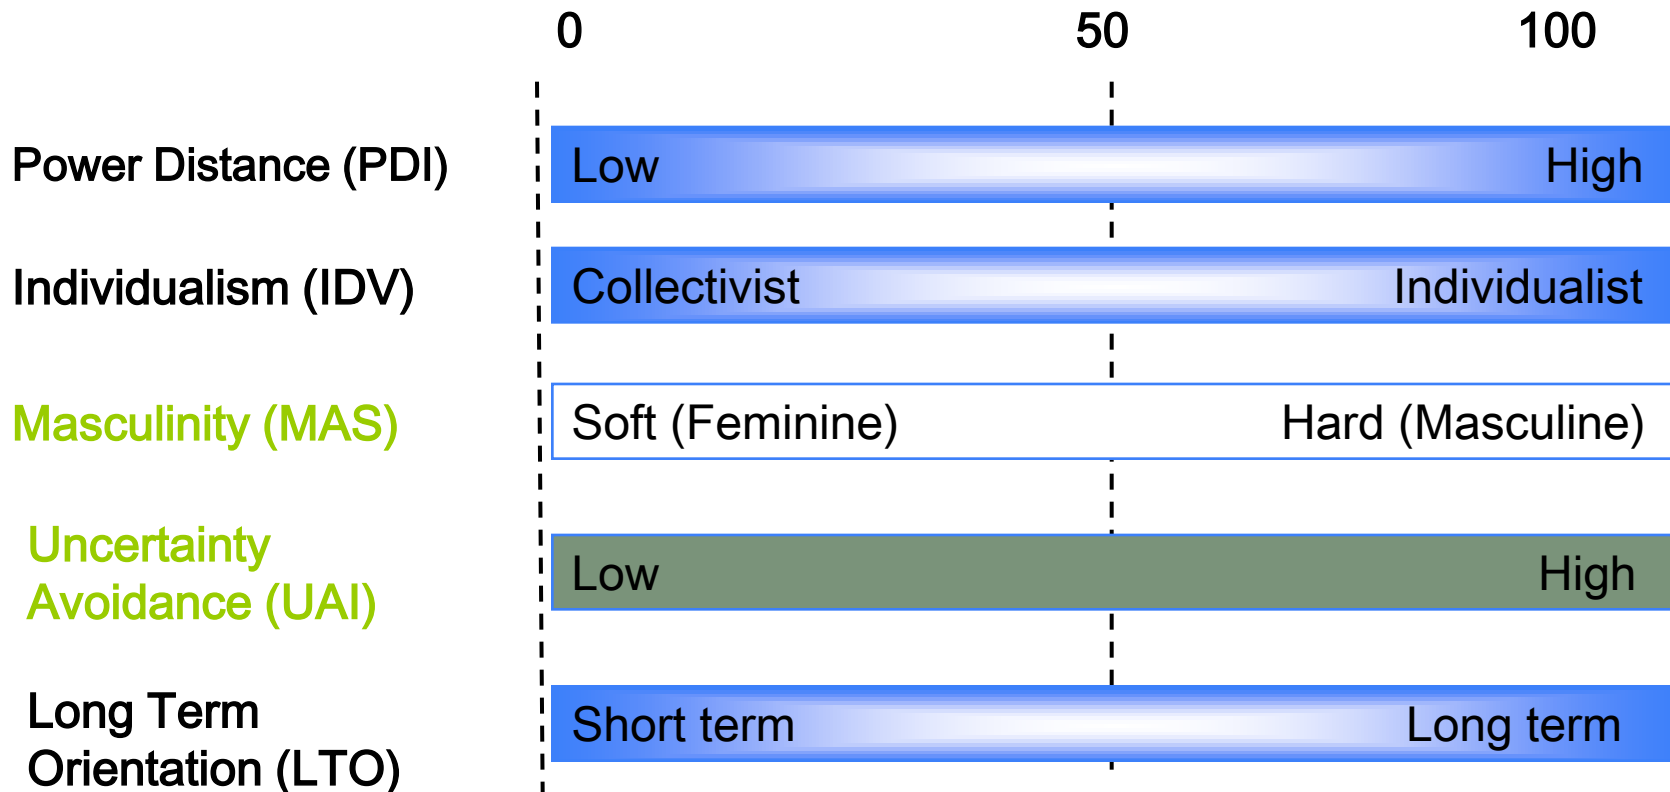 0 50 100
Power Distance (PDI) Low High
Individualism (IDV) Collectivist Individualist
Masculinity (MAS) Soft (Feminine) Hard (Masculine)
Uncertainty
Avoidance (UAI)
Low High
Long Term
Orientation (LTO)
Short term Long term